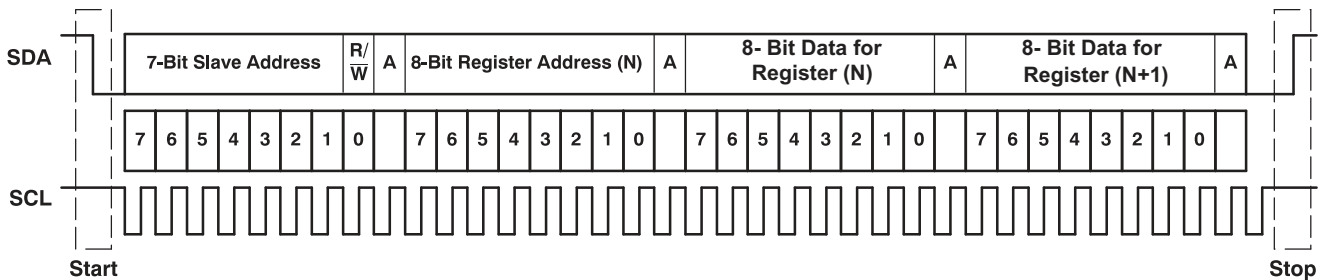 SDA
7-Bit Slave Address R/W A 8-Bit Register Address (N) A 8- Bit Data for Register (N) A 8- Bit Data for Register (N+1) A
7 6 5 4 3 2 1 0 7 6 5 4 3 2 1 0 7 6 5 4 3 2 1 0 7 6 5 4 3 2 1 0
SCL
Start Stop